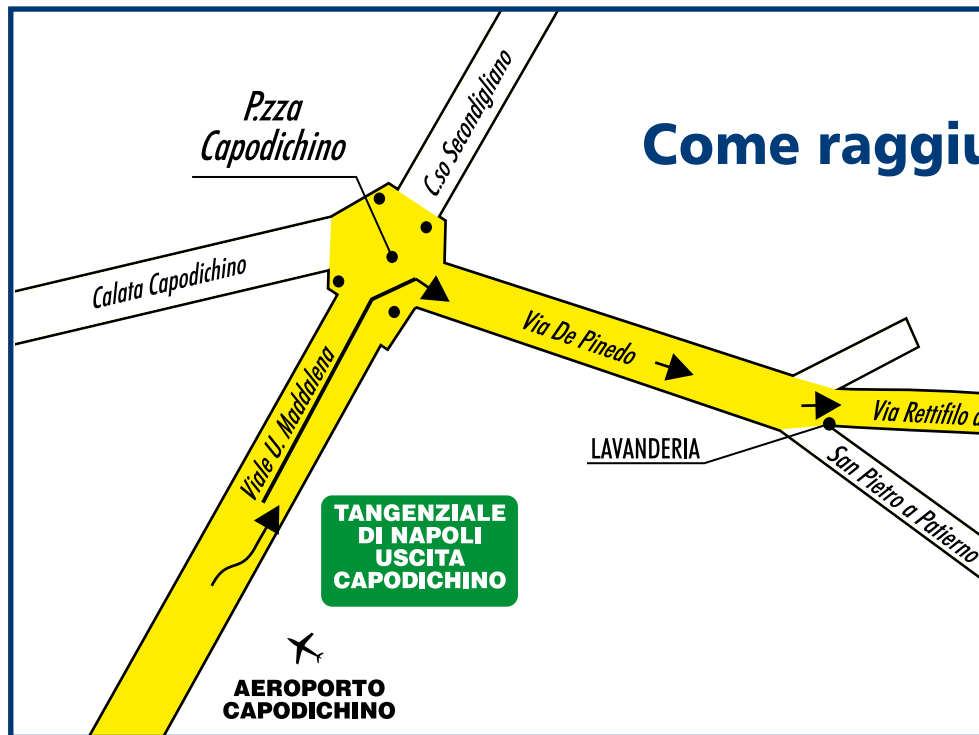 P.zza
Capodichino
C.so Secondigliano
Come raggiu
Calata Capodichino
Via De Pinedo
Viale U. Maddalena
Via Rettifilo a
LAVANDERIA
San Pietro a Patierno
TANGENZIALE
DI NAPOLI
USCITA
CAPODICHINO
AEROPORTO
CAPODICHINO